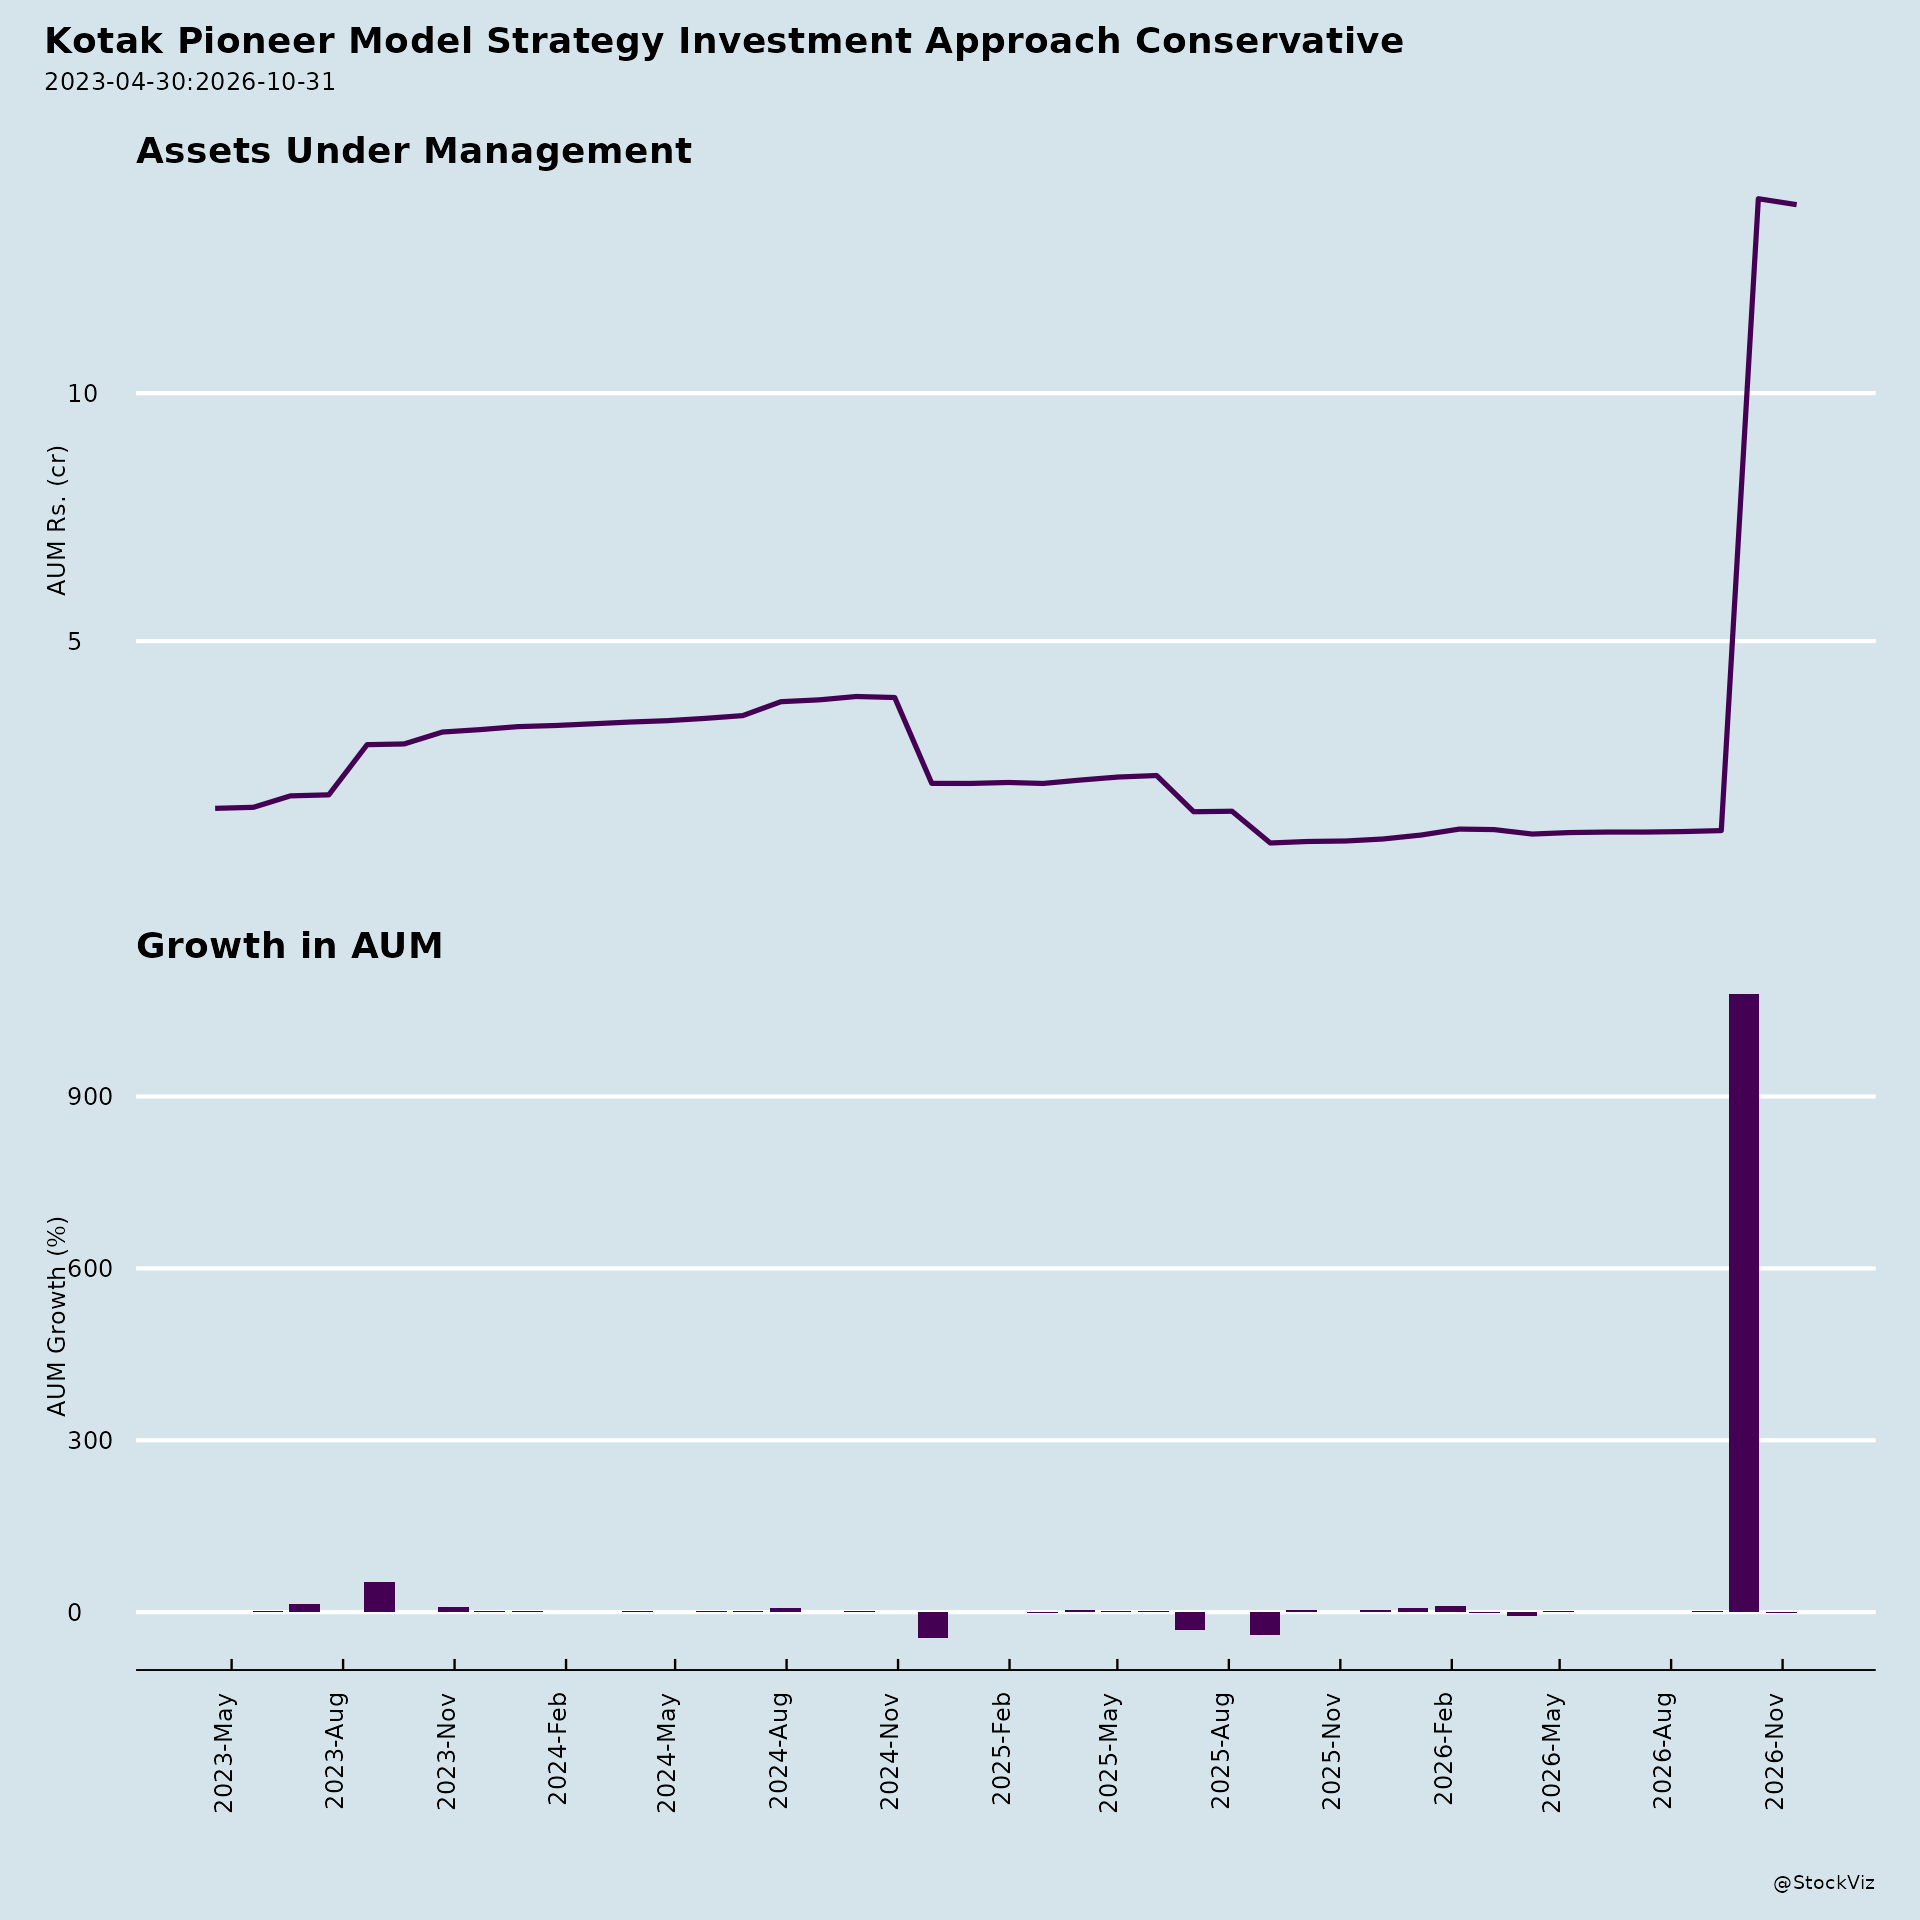 Kotak Pioneer Model Strategy Investment Approach Conservative
2023-04-30:2026-10-31
Assets Under Management
10
5
AUM Rs. (cr)
Growth in AUM
900
600
300
0
AUM Growth (%)
2023-May
2023-Aug
2023-Nov
2024-Feb
2024-May
2024-Aug
2024-Nov
2025-Feb
2025-May
2025-Aug
2025-Nov
2026-Feb
2026-May
2026-Aug
2026-Nov
@StockViz